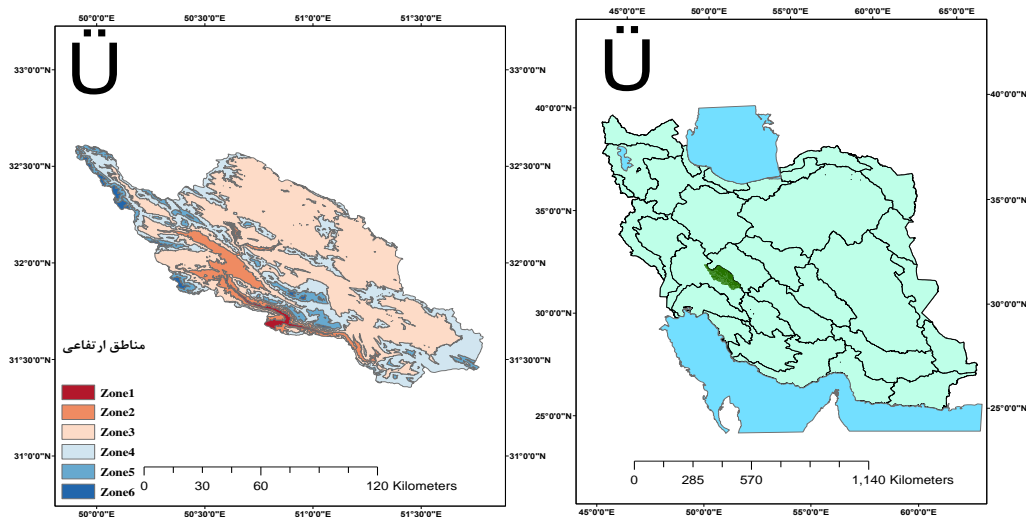 50°0'0"N 50°30'0"N 51°0'0"N 51°30'0"N
Ü
33°0'0"N 33°0'0"N
32°30'0"N 32°30'0"N
32°0'0"N 32°0'0"N
31°30'0"N 31°30'0"N
31°0'0"N 31°0'0"N
مناطق ارتفاعی
Zone1
Zone2
Zone3
Zone4
Zone5
Zone6
0 30 60 120 Kilometers
50°0'0"N 50°30'0"N 51°0'0"N 51°30'0"N
45°0'0"N 50°0'0"N 55°0'0"N 60°0'0"N 65°0'0"N
Ü
40°0'0"N 40°0'0"N
35°0'0"N 35°0'0"N
30°0'0"N 30°0'0"N
25°0'0"N 25°0'0"N
0 285 570 1,140 Kilometers
45°0'0"N 50°0'0"N 55°0'0"N 60°0'0"N